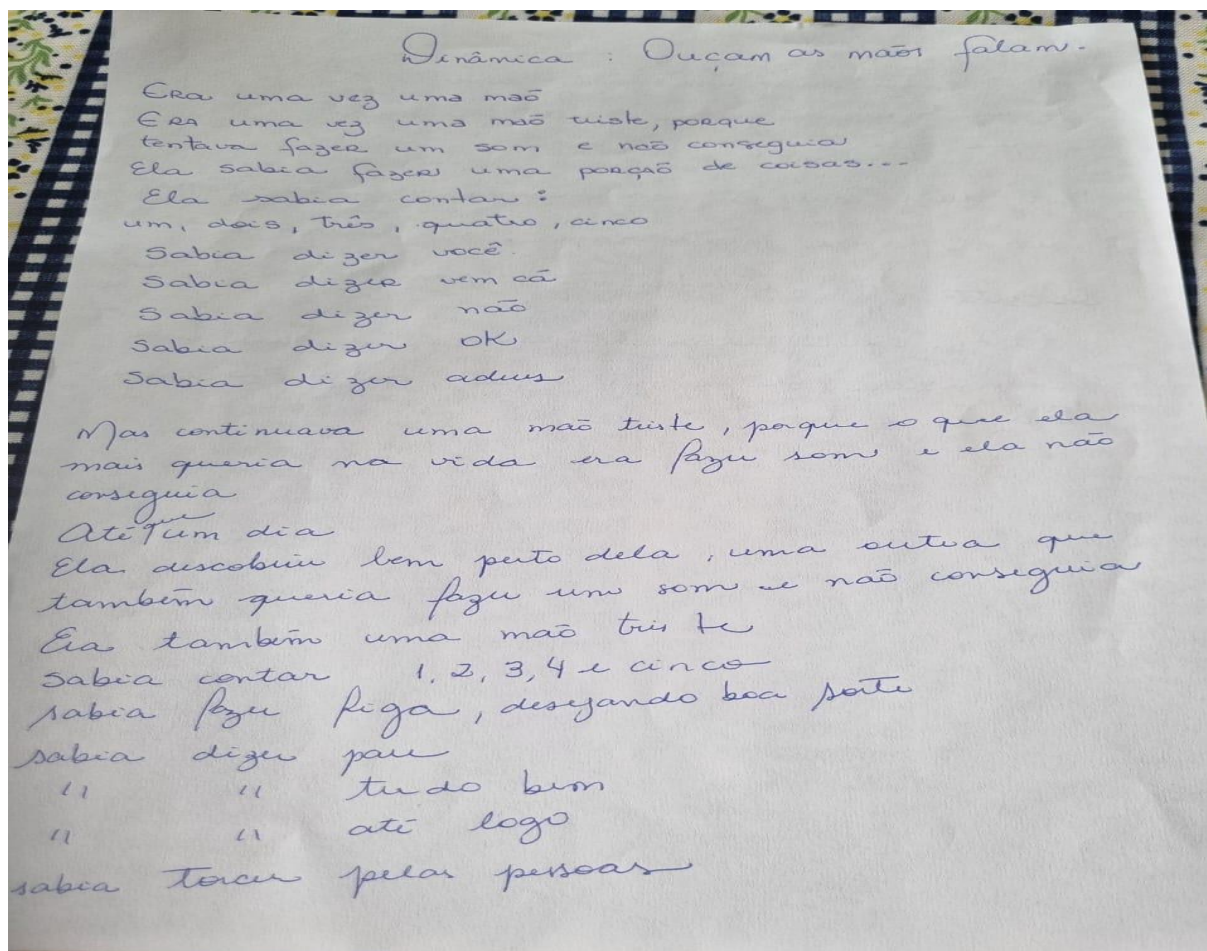 Dinâmica : Ouçam as mãos falam.
Era uma vez uma mão
Era uma vez uma mão triste, porque
tentava fazer um som e não conseguia
Ela sabia fazer uma porção de coisas...
Ela sabia contar :
um, dois, três, quatro, cinco
Sabia dizer você
Sabia dizer vem cá
Sabia dizer não
Sabia dizer ok
Sabia dizer adeus
Mas continuava uma mão triste, porque o que ela
mais queria na vida era fazer som e ela não
conseguia
Até que um dia
Ela descobriu bem perto dela, uma outra que
também queria fazer um som e não conseguia
Era também uma mão triste
Sabia contar 1, 2, 3, 4 e cinco
sabia fazer figa, desejando boa sorte
sabia dizer pare
" " tudo bem
" " até logo
sabia torcer pelas pessoas